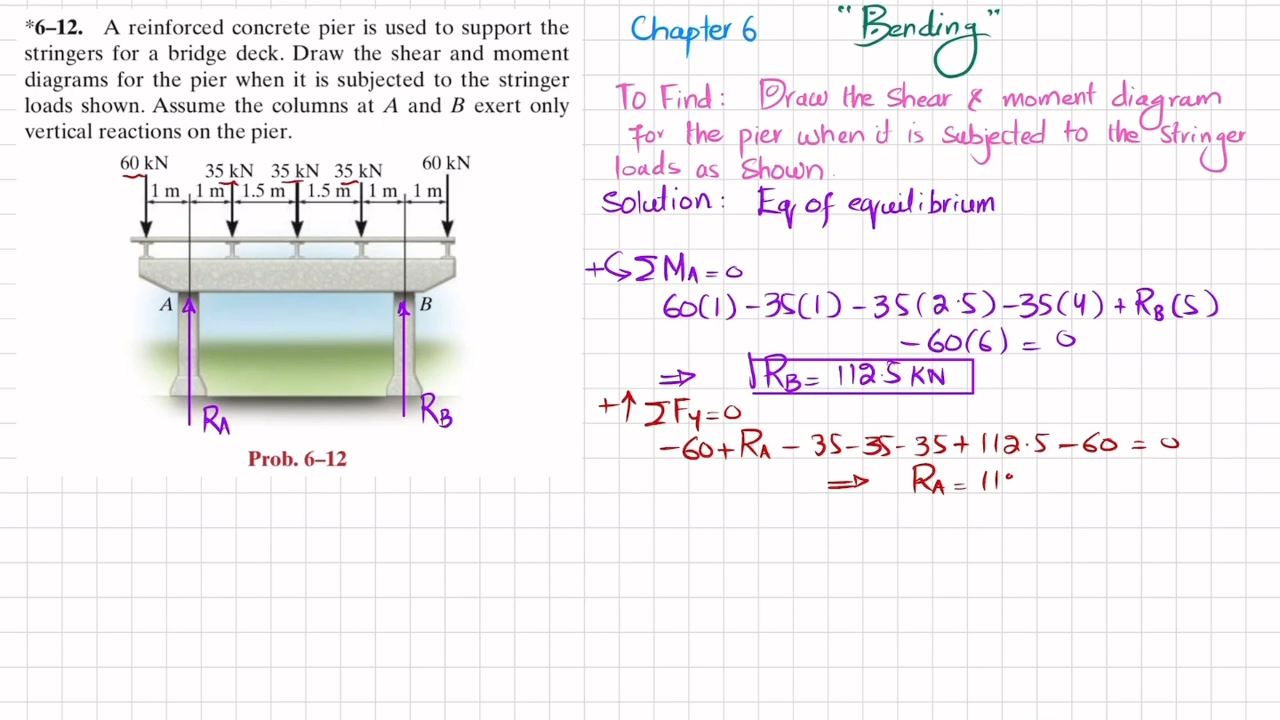 *6–12. A reinforced concrete pier is used to support the
stringers for a bridge deck. Draw the shear and moment
diagrams for the pier when it is subjected to the stringer
loads shown. Assume the columns at A and B exert only
vertical reactions on the pier.
60 kN 35 kN 35 kN 35 kN 60 kN
1 m 1 m 1.5 m 1.5 m 1 m 1 m
A B
RA RB
Prob. 6–12
Chapter 6 "Bending"
To Find: Draw the Shear & moment diagram
for the pier when it is subjected to the stringer
loads as shown.
Solution: Eq of equilibrium
+↺ ΣMA = 0
60(1) - 35(1) - 35(2.5) - 35(4) + RB(5)
- 60(6) = 0
⇒ RB = 112.5 KN
+↑ ΣFy = 0
-60 + RA - 35 - 35 - 35 + 112.5 - 60 = 0
⇒ RA = 11